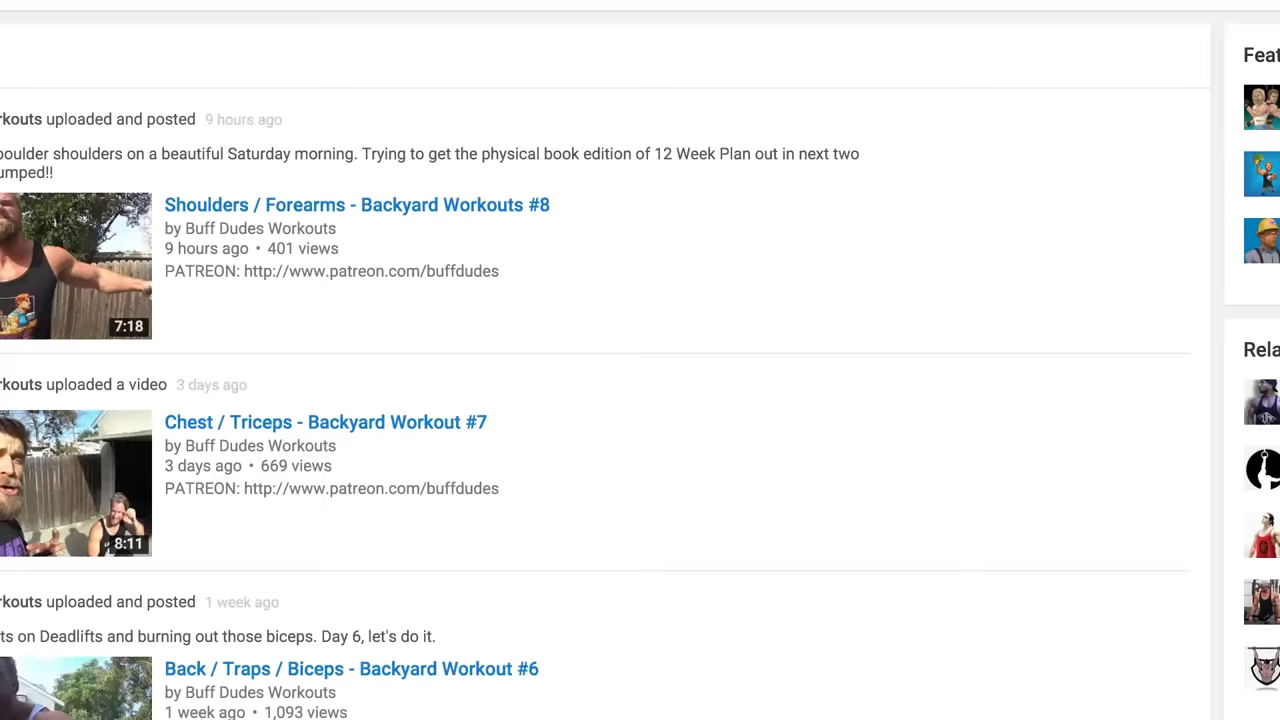 Feat
rkouts uploaded and posted 9 hours ago
oulder shoulders on a beautiful Saturday morning. Trying to get the physical book edition of 12 Week Plan out in next two
umped!!
Shoulders / Forearms - Backyard Workouts #8
by Buff Dudes Workouts
9 hours ago • 401 views
PATREON: http://www.patreon.com/buffdudes
7:18
Rela
rkouts uploaded a video 3 days ago
Chest / Triceps - Backyard Workout #7
by Buff Dudes Workouts
3 days ago • 669 views
PATREON: http://www.patreon.com/buffdudes
8:11
rkouts uploaded and posted 1 week ago
ts on Deadlifts and burning out those biceps. Day 6, let's do it.
Back / Traps / Biceps - Backyard Workout #6
by Buff Dudes Workouts
1 week ago • 1,093 views